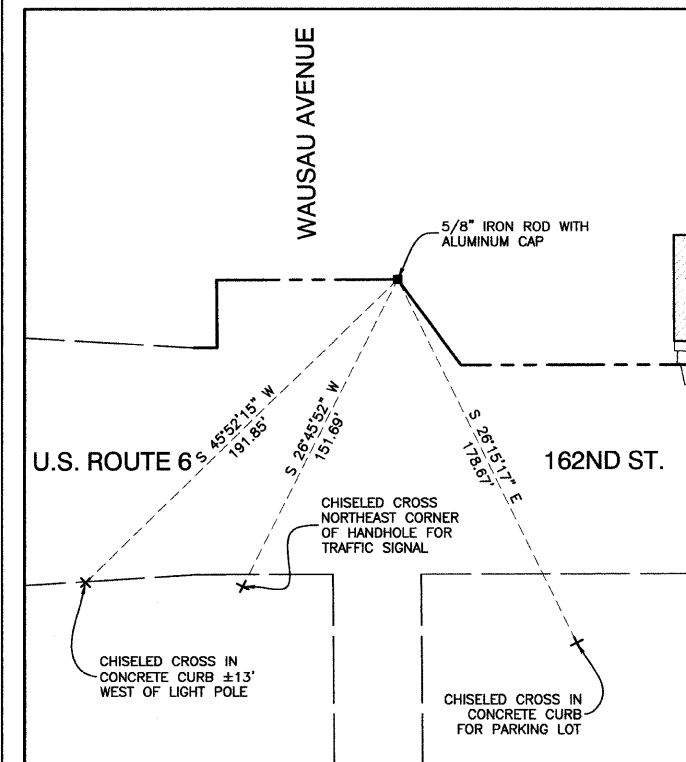 WAUSAU AVENUE
5/8" IRON ROD WITH
ALUMINUM CAP
S 45°52'15" W
191.85'
S 26°45'52" W
151.69'
S 26°15'17" E
178.67'
U.S. ROUTE 6
162ND ST.
CHISELED CROSS
NORTHEAST CORNER
OF HANDHOLE FOR
TRAFFIC SIGNAL
CHISELED CROSS IN
CONCRETE CURB ±13'
WEST OF LIGHT POLE
CHISELED CROSS IN
CONCRETE CURB
FOR PARKING LOT